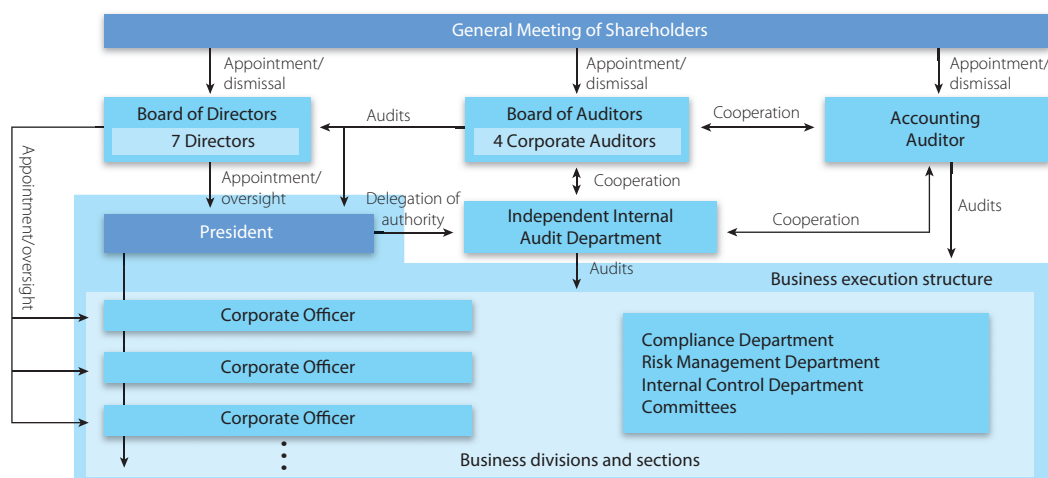 General Meeting of Shareholders
Appointment/
dismissal
Appointment/
dismissal
Appointment/
dismissal
Board of Directors
7 Directors
Audits
Board of Auditors
4 Corporate Auditors
Cooperation
Accounting
Auditor
Appointment/oversight
Appointment/
oversight
Delegation of
authority
Cooperation
President
Independent Internal
Audit Department
Cooperation
Audits
Audits
Business execution structure
Corporate Officer
Corporate Officer
Corporate Officer
Compliance Department
Risk Management Department
Internal Control Department
Committees
Business divisions and sections